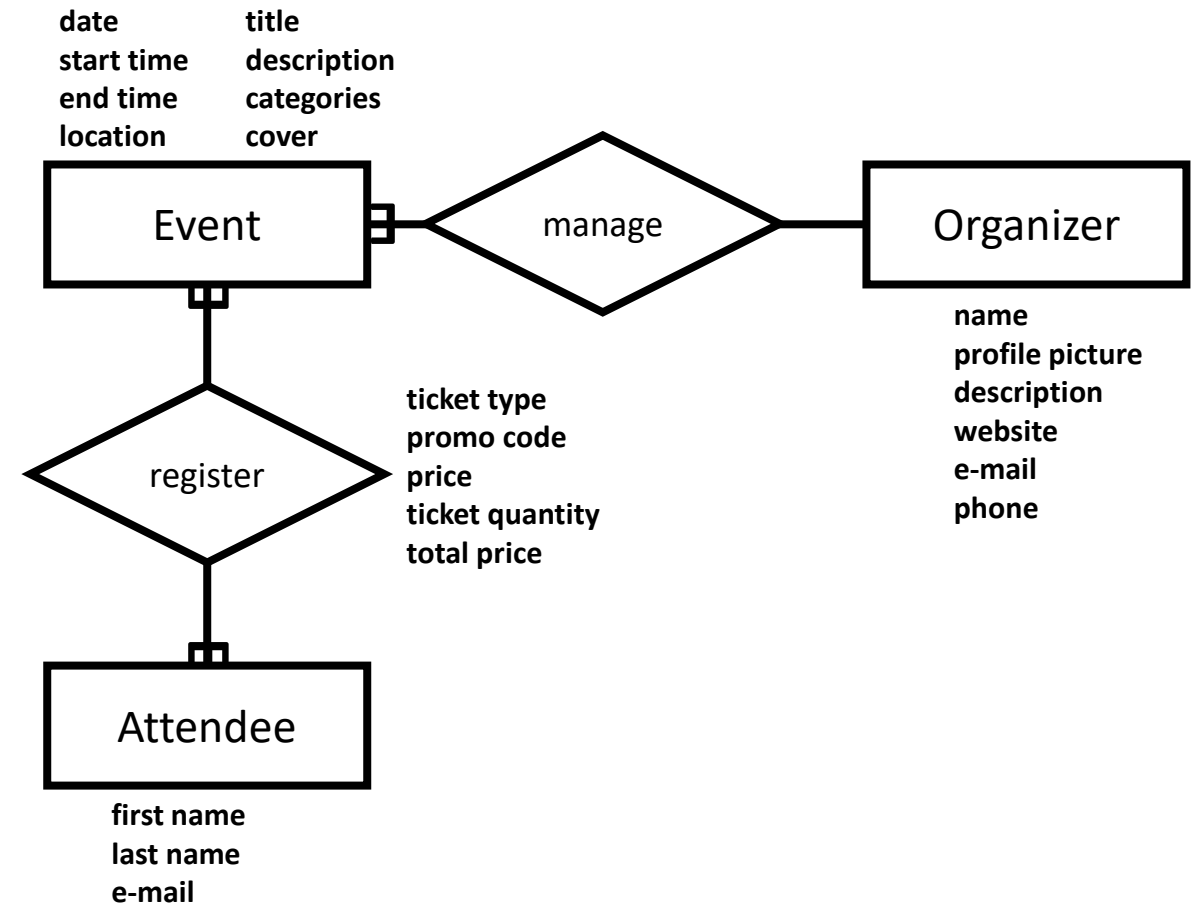 date
start time
end time
location
title
description
categories
cover
Event
manage
Organizer
name
profile picture
description
website
e-mail
phone
register
ticket type
promo code
price
ticket quantity
total price
Attendee
first name
last name
e-mail